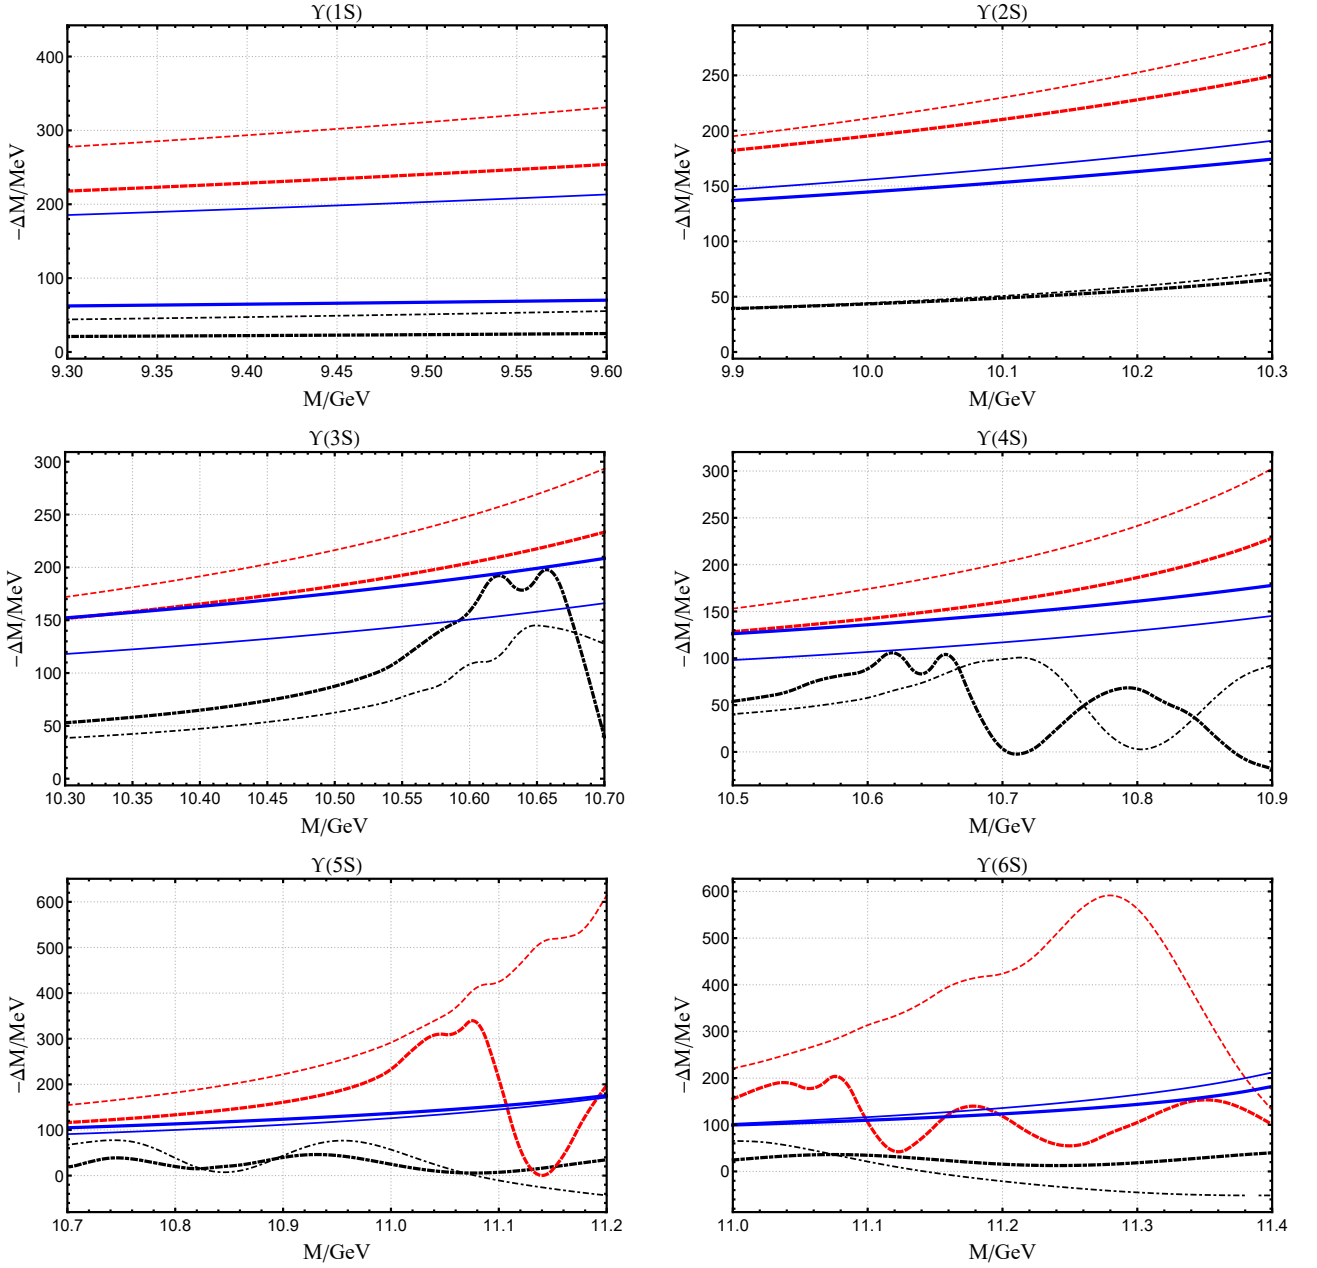 ϒ(1S)
400
300
200
100
0
−ΔM/MeV
9.30 9.35 9.40 9.45 9.50 9.55 9.60
M/GeV
ϒ(2S)
250
200
150
100
50
0
−ΔM/MeV
9.9 10.0 10.1 10.2 10.3
M/GeV
ϒ(3S)
300
250
200
150
100
50
0
−ΔM/MeV
10.30 10.35 10.40 10.45 10.50 10.55 10.60 10.65 10.70
M/GeV
ϒ(4S)
300
250
200
150
100
50
0
−ΔM/MeV
10.5 10.6 10.7 10.8 10.9
M/GeV
ϒ(5S)
600
500
400
300
200
100
0
−ΔM/MeV
10.7 10.8 10.9 11.0 11.1 11.2
M/GeV
ϒ(6S)
600
500
400
300
200
100
0
−ΔM/MeV
11.0 11.1 11.2 11.3 11.4
M/GeV